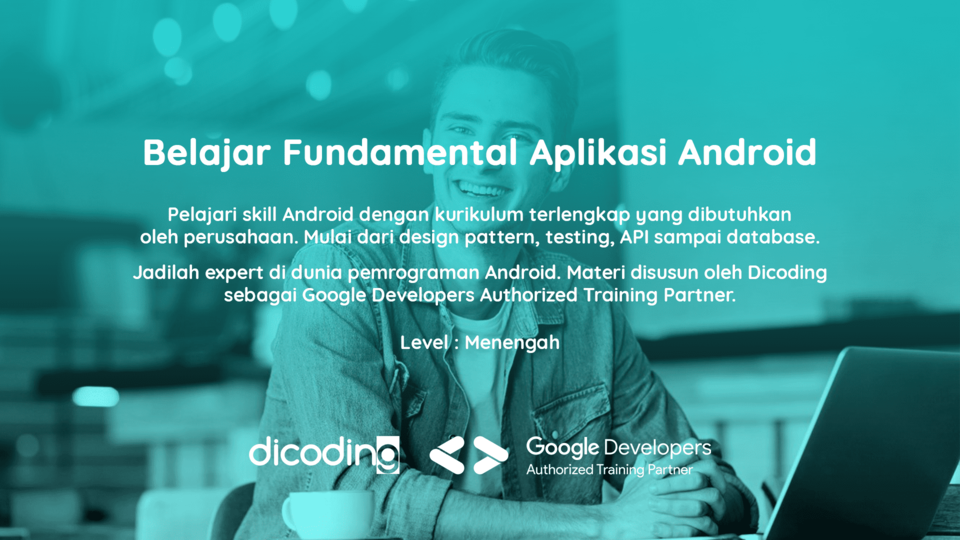 Belajar Fundamental Aplikasi Android
Pelajari skill Android dengan kurikulum terlengkap yang dibutuhkan
oleh perusahaan. Mulai dari design pattern, testing, API sampai database.
Jadilah expert di dunia pemrograman Android. Materi disusun oleh Dicoding
sebagai Google Developers Authorized Training Partner.
Level : Menengah
dicoding
Google Developers
Authorized Training Partner